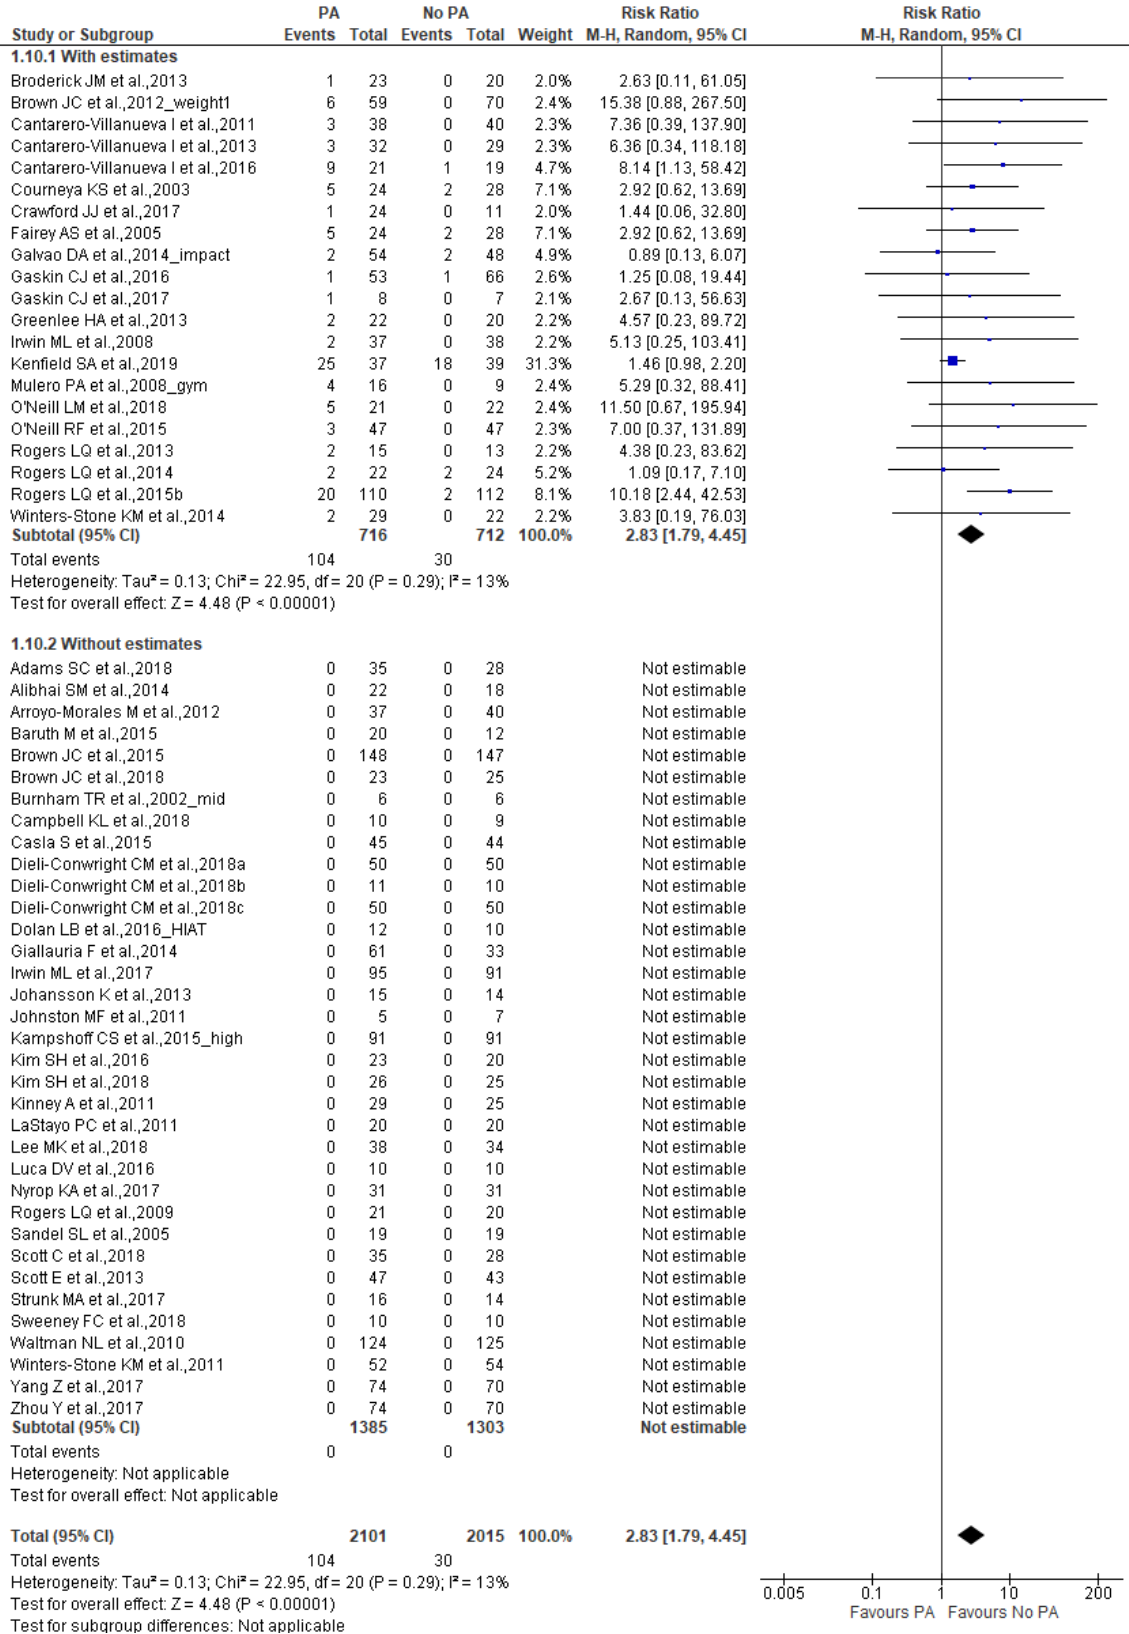 PA No PA Risk Ratio Risk Ratio
Study or Subgroup Events Total Events Total Weight M-H, Random, 95% CI M-H, Random, 95% CI
1.10.1 With estimates
Broderick JM et al.,2013 1 23 0 20 2.0% 2.63 [0.11, 61.05]
Brown JC et al.,2012_weight1 6 59 0 70 2.4% 15.38 [0.88, 267.50]
Cantarero-Villanueva I et al.,2011 3 38 0 40 2.3% 7.36 [0.39, 137.90]
Cantarero-Villanueva I et al.,2013 3 32 0 29 2.3% 6.36 [0.34, 118.18]
Cantarero-Villanueva I et al.,2016 9 21 1 19 4.7% 8.14 [1.13, 58.42]
Courneya KS et al.,2003 5 24 2 28 7.1% 2.92 [0.62, 13.69]
Crawford JJ et al.,2017 1 24 0 11 2.0% 1.44 [0.06, 32.80]
Fairey AS et al.,2005 5 24 2 28 7.1% 2.92 [0.62, 13.69]
Galvao DA et al.,2014_impact 2 54 2 48 4.9% 0.89 [0.13, 6.07]
Gaskin CJ et al.,2016 1 53 1 66 2.6% 1.25 [0.08, 19.44]
Gaskin CJ et al.,2017 1 8 0 7 2.1% 2.67 [0.13, 56.63]
Greenlee HA et al.,2013 2 22 0 20 2.2% 4.57 [0.23, 89.72]
Irwin ML et al.,2008 2 37 0 38 2.2% 5.13 [0.25, 103.41]
Kenfield SA et al.,2019 25 37 18 39 31.3% 1.46 [0.98, 2.20]
Mulero PA et al.,2008_gym 4 16 0 9 2.4% 5.29 [0.32, 88.41]
O'Neill LM et al.,2018 5 21 0 22 2.4% 11.50 [0.67, 195.94]
O'Neill RF et al.,2015 3 47 0 47 2.3% 7.00 [0.37, 131.89]
Rogers LQ et al.,2013 2 15 0 13 2.2% 4.38 [0.23, 83.62]
Rogers LQ et al.,2014 2 22 2 24 5.2% 1.09 [0.17, 7.10]
Rogers LQ et al.,2015b 20 110 2 112 8.1% 10.18 [2.44, 42.53]
Winters-Stone KM et al.,2014 2 29 0 22 2.2% 3.83 [0.19, 76.03]
Subtotal (95% CI) 716 712 100.0% 2.83 [1.79, 4.45]
Total events 104 30
Heterogeneity: Tau² = 0.13; Chi² = 22.95, df = 20 (P = 0.29); I² = 13%
Test for overall effect: Z = 4.48 (P < 0.00001)
1.10.2 Without estimates
Adams SC et al.,2018 0 35 0 28 Not estimable
Alibhai SM et al.,2014 0 22 0 18 Not estimable
Arroyo-Morales M et al.,2012 0 37 0 40 Not estimable
Baruth M et al.,2015 0 20 0 12 Not estimable
Brown JC et al.,2015 0 148 0 147 Not estimable
Brown JC et al.,2018 0 23 0 25 Not estimable
Burnham TR et al.,2002_mid 0 6 0 6 Not estimable
Campbell KL et al.,2018 0 10 0 9 Not estimable
Casla S et al.,2015 0 45 0 44 Not estimable
Dieli-Conwright CM et al.,2018a 0 50 0 50 Not estimable
Dieli-Conwright CM et al.,2018b 0 11 0 10 Not estimable
Dieli-Conwright CM et al.,2018c 0 50 0 50 Not estimable
Dolan LB et al.,2016_HIAT 0 12 0 10 Not estimable
Giallauria F et al.,2014 0 61 0 33 Not estimable
Irwin ML et al.,2017 0 95 0 91 Not estimable
Johansson K et al.,2013 0 15 0 14 Not estimable
Johnston MF et al.,2011 0 5 0 7 Not estimable
Kampshoff CS et al.,2015_high 0 91 0 91 Not estimable
Kim SH et al.,2016 0 23 0 20 Not estimable
Kim SH et al.,2018 0 26 0 25 Not estimable
Kinney A et al.,2011 0 29 0 25 Not estimable
LaStayo PC et al.,2011 0 20 0 20 Not estimable
Lee MK et al.,2018 0 38 0 34 Not estimable
Luca DV et al.,2016 0 10 0 10 Not estimable
Nyrop KA et al.,2017 0 31 0 31 Not estimable
Rogers LQ et al.,2009 0 21 0 20 Not estimable
Sandel SL et al.,2005 0 19 0 19 Not estimable
Scott C et al.,2018 0 35 0 28 Not estimable
Scott E et al.,2013 0 47 0 43 Not estimable
Strunk MA et al.,2017 0 16 0 14 Not estimable
Sweeney FC et al.,2018 0 10 0 10 Not estimable
Waltman NL et al.,2010 0 124 0 125 Not estimable
Winters-Stone KM et al.,2011 0 52 0 54 Not estimable
Yang Z et al.,2017 0 74 0 70 Not estimable
Zhou Y et al.,2017 0 74 0 70 Not estimable
Subtotal (95% CI) 1385 1303 Not estimable
Total events 0 0
Heterogeneity: Not applicable
Test for overall effect: Not applicable
Total (95% CI) 2101 2015 100.0% 2.83 [1.79, 4.45]
Total events 104 30
Heterogeneity: Tau² = 0.13; Chi² = 22.95, df = 20 (P = 0.29); I² = 13%
Test for overall effect: Z = 4.48 (P < 0.00001)
Test for subgroup differences: Not applicable
0.005 0.1 1 10 200
Favours PA Favours No PA